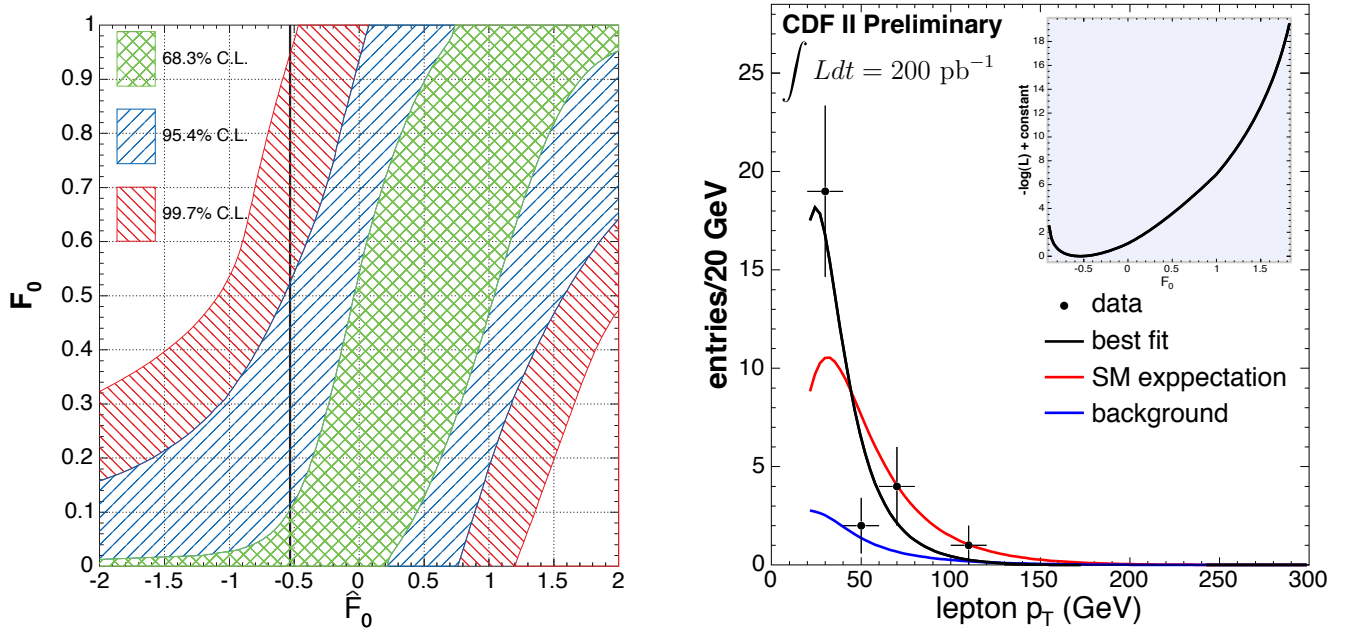 F₀
1
0.9
0.8
0.7
0.6
0.5
0.4
0.3
0.2
0.1
0
68.3% C.L.
95.4% C.L.
99.7% C.L.
-2 -1.5 -1 -0.5 0 0.5 1 1.5 2
F̂₀
entries/20 GeV
25
20
15
10
5
0
CDF II Preliminary
∫ Ldt = 200 pb⁻¹
-log(L) + constant
18
16
14
12
10
8
6
4
2
0
-0.5 0 0.5 1 1.5
F₀
data
best fit
SM exppectation
background
0 50 100 150 200 250 300
lepton p_T (GeV)